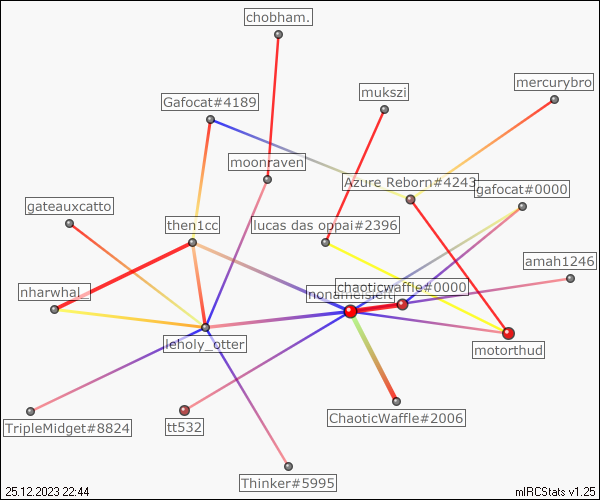 chobham.
mercurybro
mukszi
Gafocat#4189
moonraven
Azure Reborn#4243
gafocat#0000
gateauxcatto
then1cc
lucas das oppai#2396
amah1246
chaoticwaffle#0000
nharwhal_
leholy_otter
motorthud
ChaoticWaffle#2006
TripleMidget#8824
tt532
Thinker#5995
25.12.2023 22:44
mIRCStats v1.25